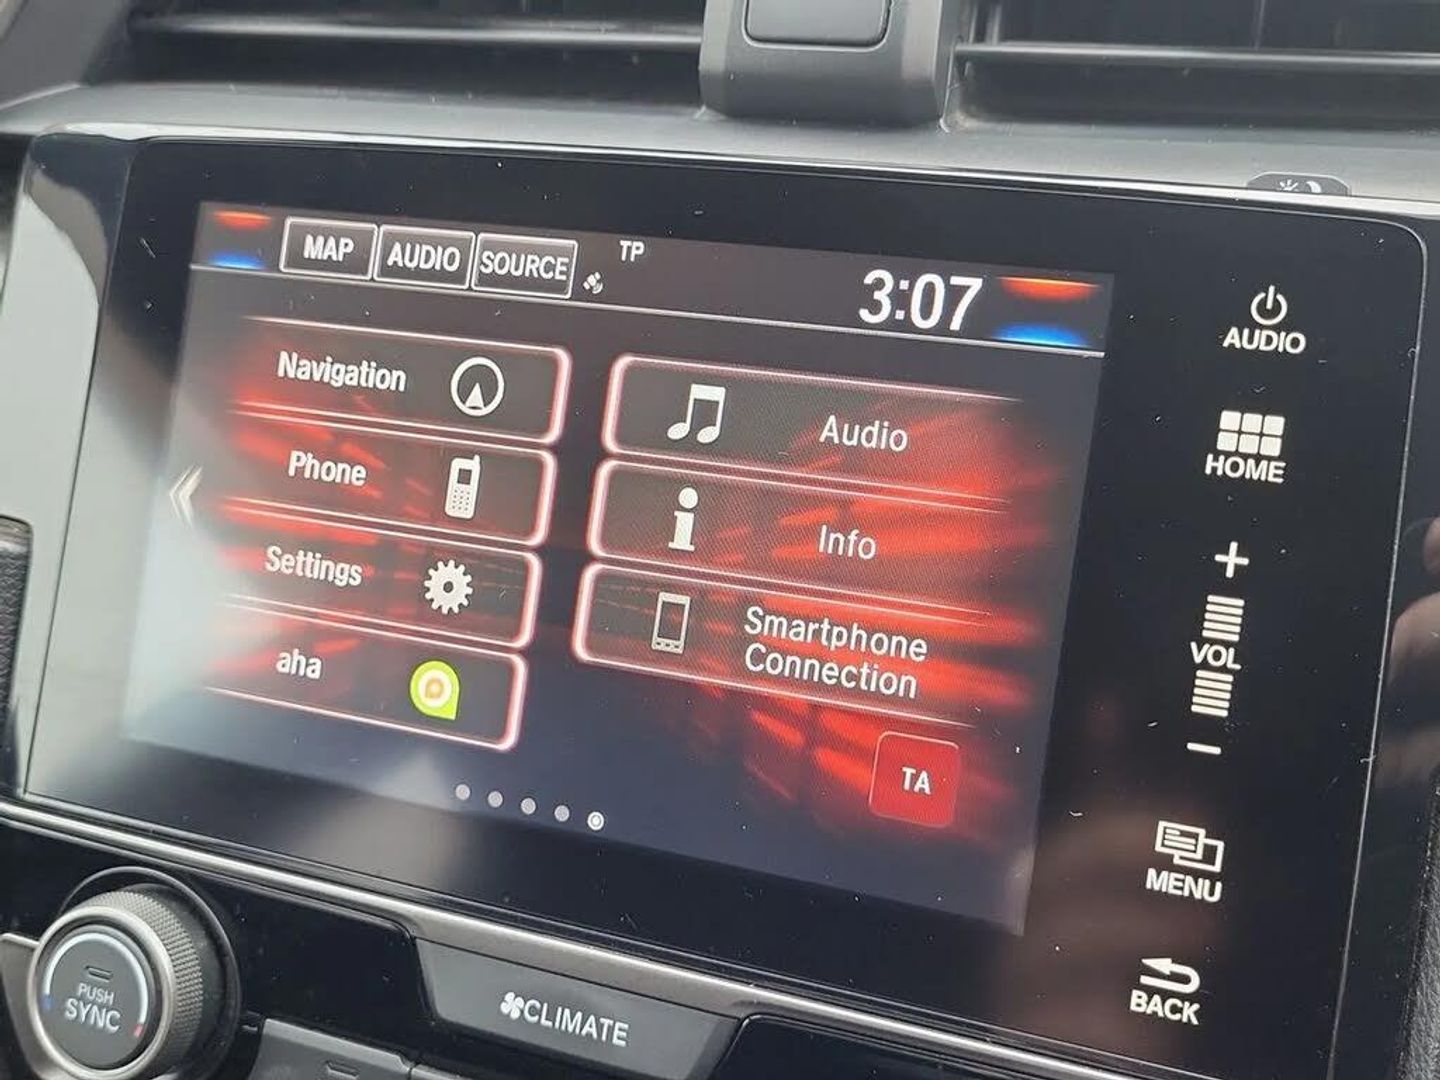 MAP AUDIO SOURCE TP 3:07
Navigation
Phone
Settings
aha
Audio
Info
Smartphone
Connection
TA
AUDIO
HOME
+
VOL
-
MENU
BACK
PUSH
SYNC
CLIMATE